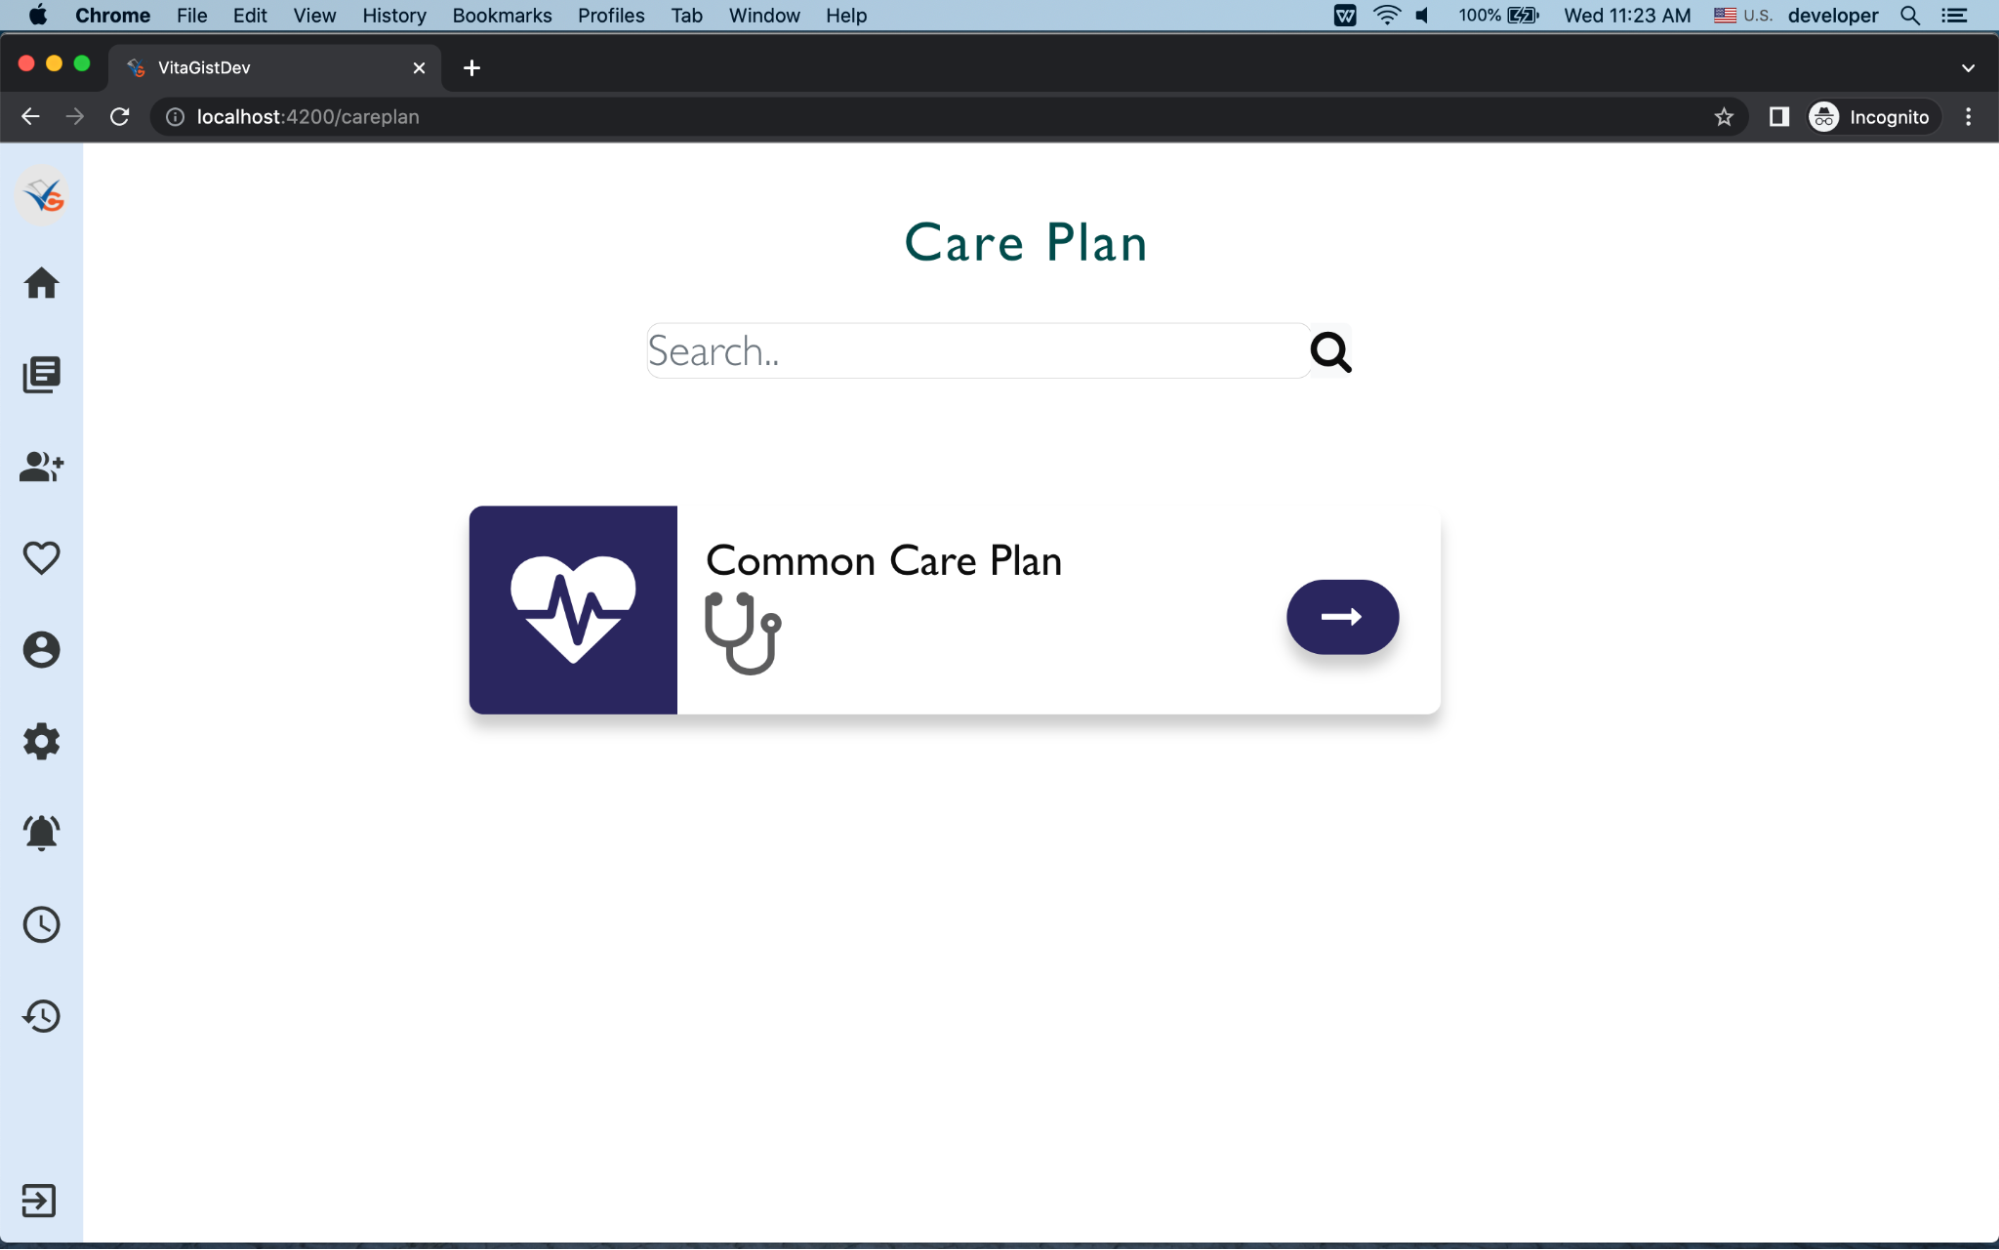 Chrome File Edit View History Bookmarks Profiles Tab Window Help 100% Wed 11:23 AM U.S. developer
VitaGistDev
localhost:4200/careplan Incognito
Care Plan
Search..
Common Care Plan